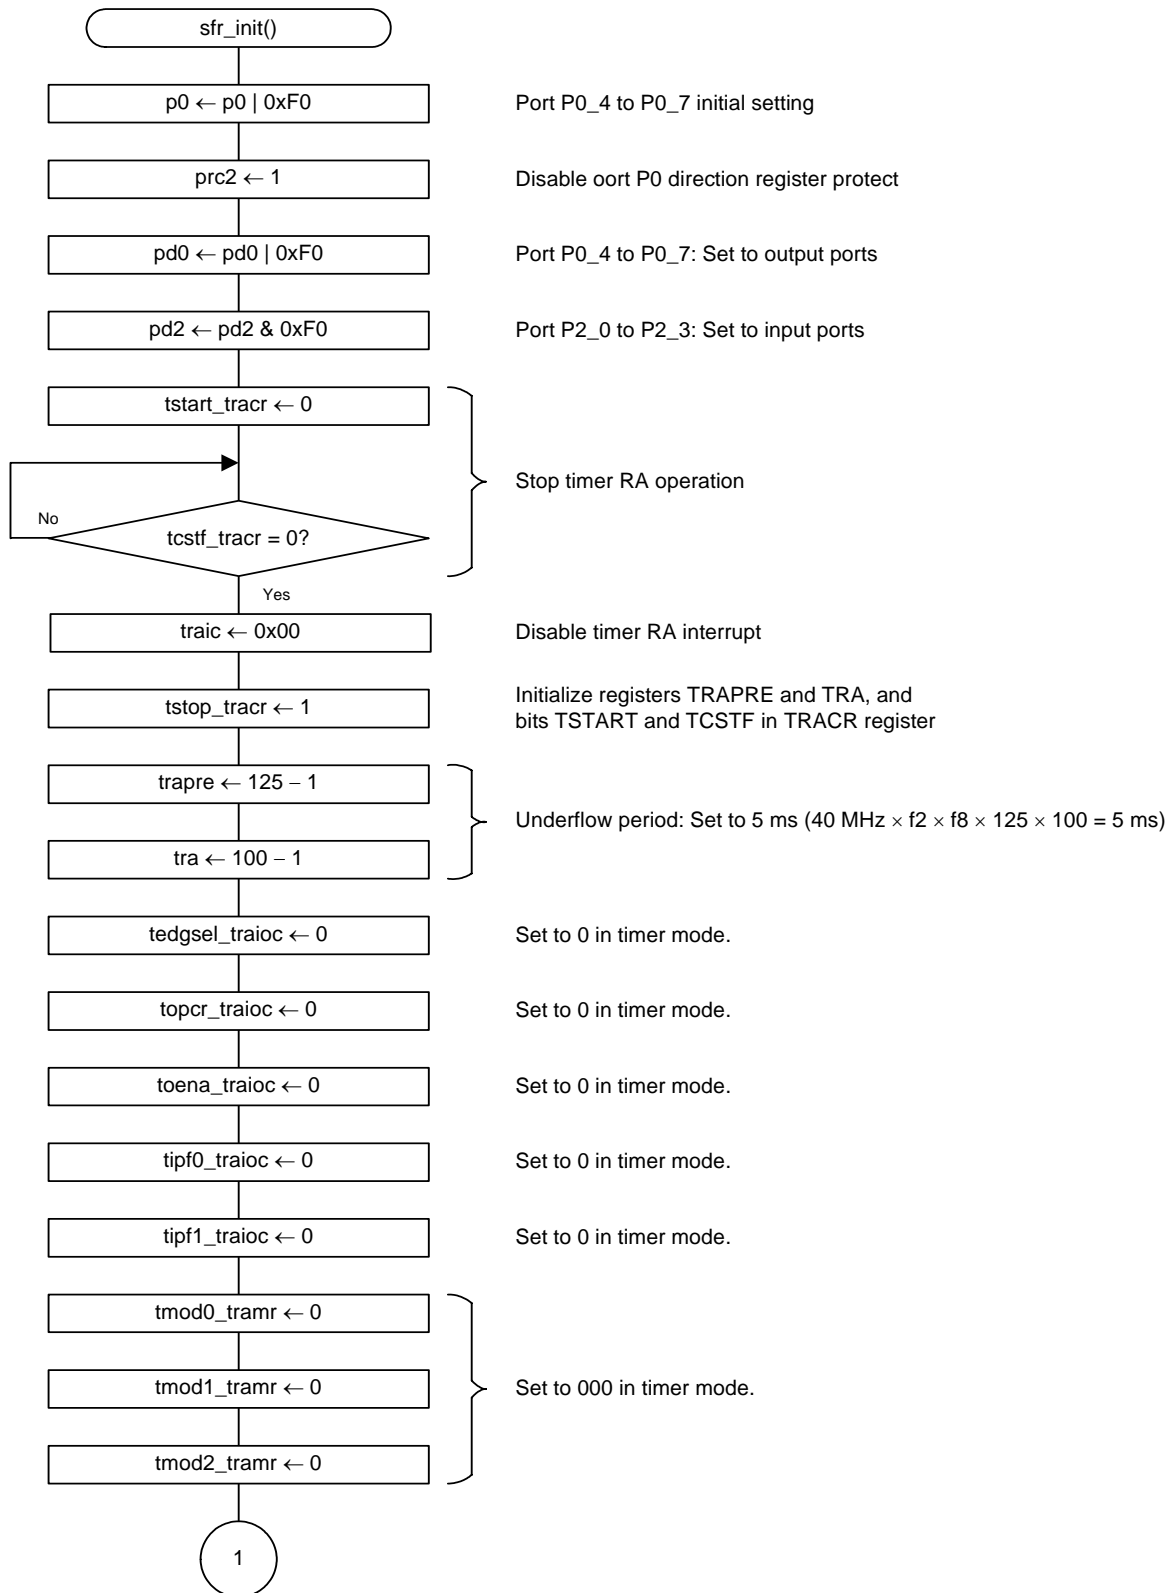 sfr_init()
p0 ← p0 | 0xF0
Port P0_4 to P0_7 initial setting
prc2 ← 1
Disable oort P0 direction register protect
pd0 ← pd0 | 0xF0
Port P0_4 to P0_7: Set to output ports
pd2 ← pd2 & 0xF0
Port P2_0 to P2_3: Set to input ports
tstart_tracr ← 0
Stop timer RA operation
No
tcstf_tracr = 0?
Yes
traic ← 0x00
Disable timer RA interrupt
tstop_tracr ← 1
Initialize registers TRAPRE and TRA, and
bits TSTART and TCSTF in TRACR register
trapre ← 125 − 1
Underflow period: Set to 5 ms (40 MHz × f2 × f8 × 125 × 100 = 5 ms)
tra ← 100 − 1
tedgsel_traioc ← 0
Set to 0 in timer mode.
topcr_traioc ← 0
Set to 0 in timer mode.
toena_traioc ← 0
Set to 0 in timer mode.
tipf0_traioc ← 0
Set to 0 in timer mode.
tipf1_traioc ← 0
Set to 0 in timer mode.
tmod0_tramr ← 0
tmod1_tramr ← 0
Set to 000 in timer mode.
tmod2_tramr ← 0
1